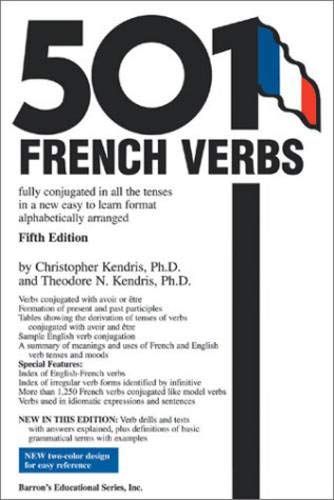 501
FRENCH VERBS
fully conjugated in all the tenses
in a new easy to learn format
alphabetically arranged
Fifth Edition
by Christopher Kendris, Ph.D.
and Theodore N. Kendris, Ph.D.
Verbs conjugated with avoir or être
Formation of present and past participles
Tables showing the derivation of tenses of verbs
conjugated with avoir and être
Sample English verb conjugation
A summary of meanings and uses of French and English
verb tenses and moods
Special Features:
Index of English-French verbs
Index of irregular verb forms identified by infinitive
More than 1,250 French verbs conjugated like model verbs
Verbs used in idiomatic expressions and sentences
NEW IN THIS EDITION: Verb drills and tests
with answers explained, plus definitions of basic
grammatical terms with examples
NEW two-color design
for easy reference
Barron's Educational Series, Inc.